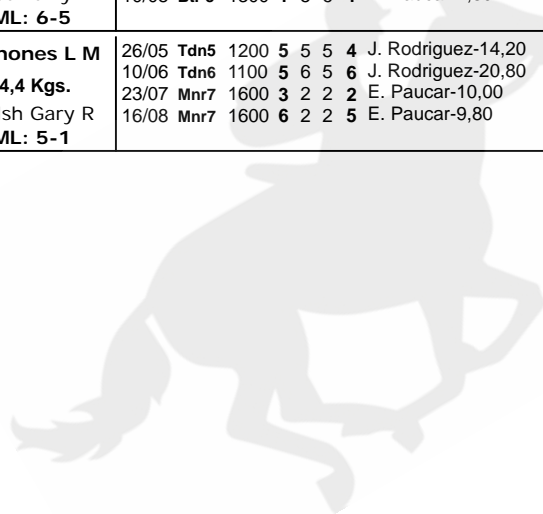 ML: 6-5
hones L M
4,4 Kgs.
sh Gary R
ML: 5-1
26/05 Tdn5 1200 5 5 5 4 J. Rodriguez-14,20
10/06 Tdn6 1100 5 6 5 6 J. Rodriguez-20,80
23/07 Mnr7 1600 3 2 2 2 E. Paucar-10,00
16/08 Mnr7 1600 6 2 2 5 E. Paucar-9,80